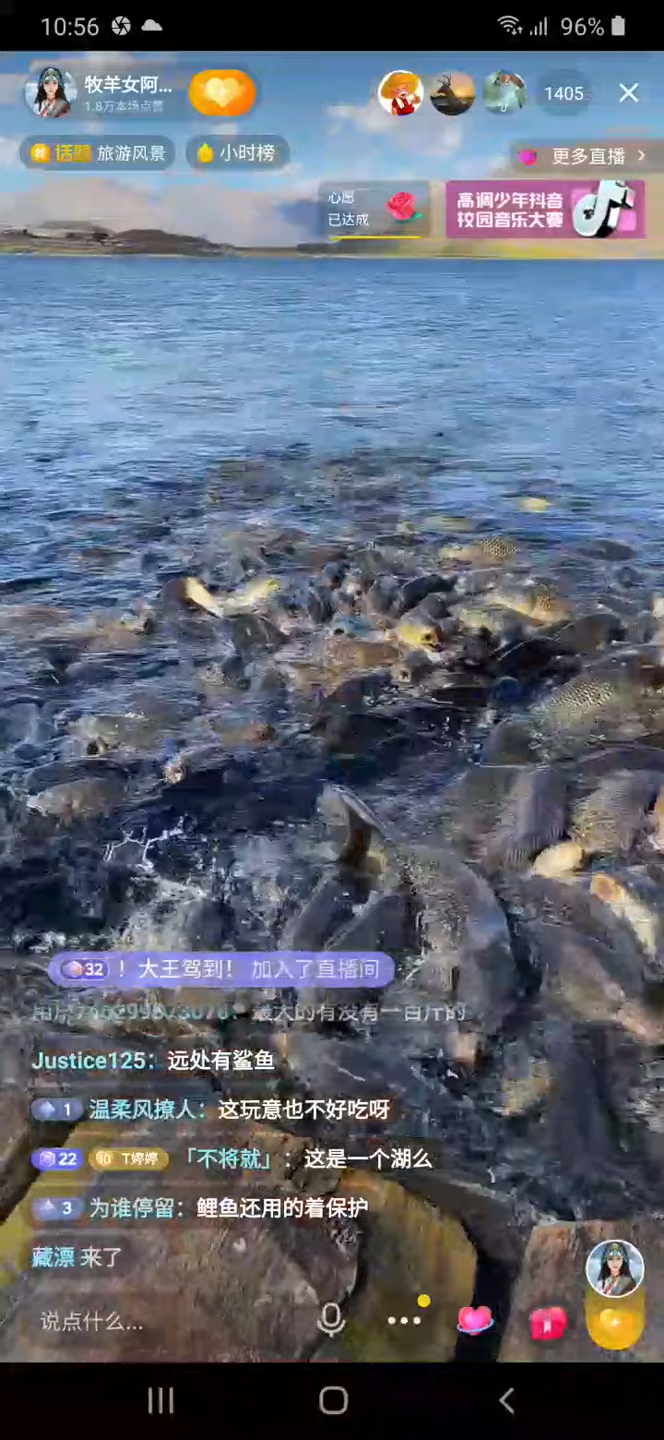 10:56
96%
牧羊女阿...
1.8万本场点赞
1405
话题 旅游风景
小时榜
更多直播
心愿
已达成
高调少年抖音
校园音乐大赛
32 ！大王驾到！ 加入了直播间
最大的有没有一百斤的
Justice125：远处有鲨鱼
1 温柔风撩人：这玩意也不好吃呀
22 T婷婷 「不将就」：这是一个湖么
3 为谁停留：鲤鱼还用的着保护
藏漂 来了
说点什么...